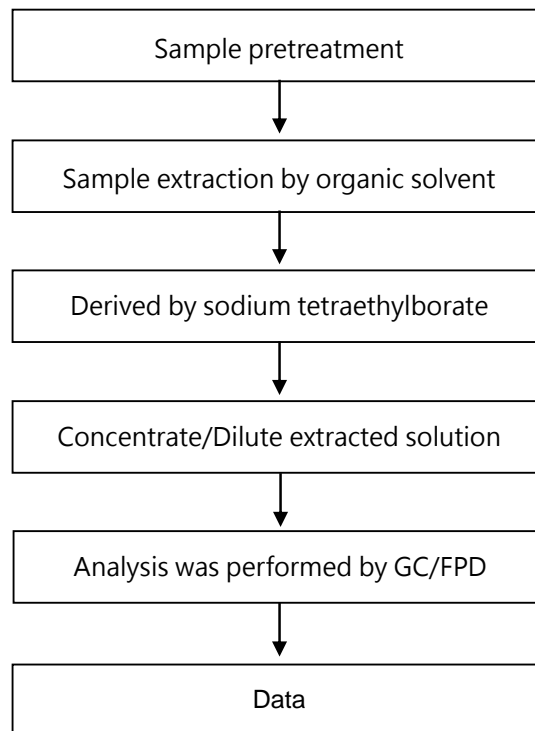 Sample pretreatment
Sample extraction by organic solvent
Derived by sodium tetraethylborate
Concentrate/Dilute extracted solution
Analysis was performed by GC/FPD
Data